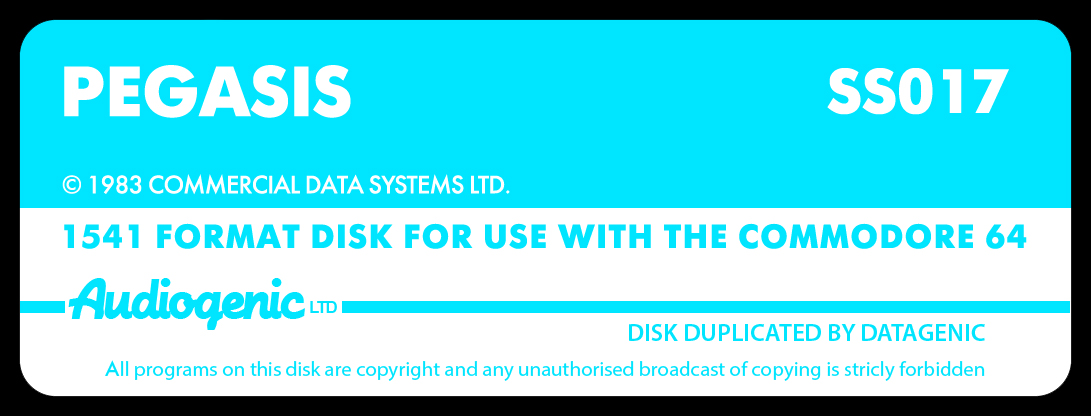 PEGASIS
SS017
© 1983 COMMERCIAL DATA SYSTEMS LTD.
1541 FORMAT DISK FOR USE WITH THE COMMODORE 64
Audiogenic LTD
DISK DUPLICATED BY DATAGENIC
All programs on this disk are copyright and any unauthorised broadcast of copying is stricly forbidden